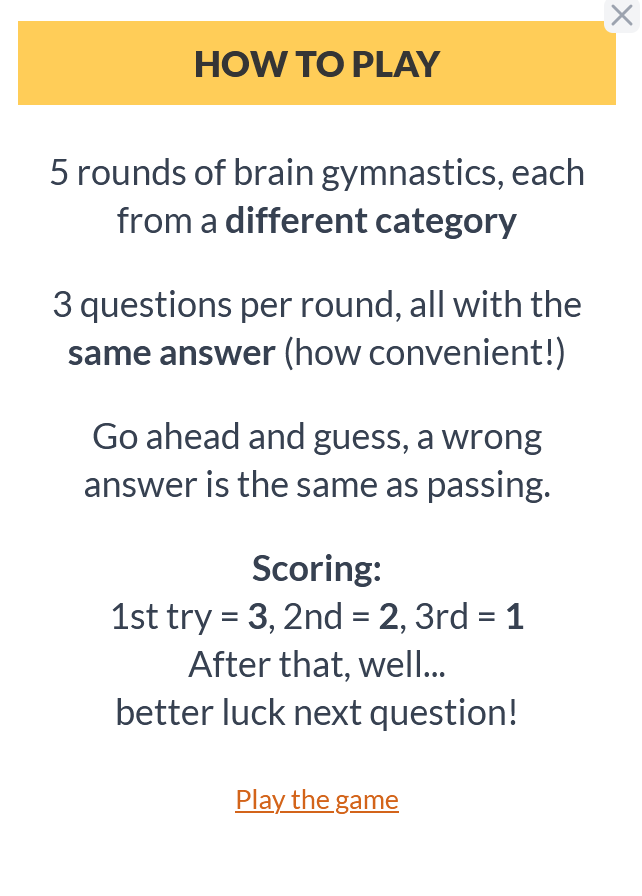 HOW TO PLAY
5 rounds of brain gymnastics, each
from a different category
3 questions per round, all with the
same answer (how convenient!)
Go ahead and guess, a wrong
answer is the same as passing.
Scoring:
1st try = 3, 2nd = 2, 3rd = 1
After that, well...
better luck next question!
Play the game